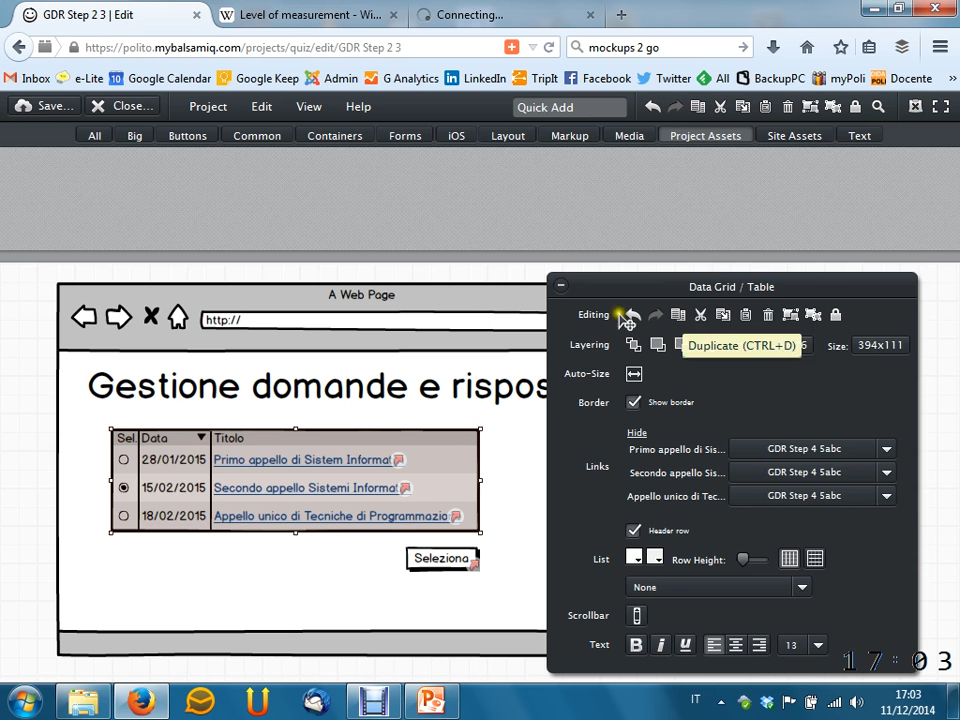 GDR Step 2 3 | Edit
Level of measurement - Wi...
Connecting...
https://polito.mybalsamiq.com/projects/quiz/edit/GDR Step 2 3
mockups 2 go
Inbox
e-Lite
10
Google Calendar
Google Keep
Admin
G Analytics
LinkedIn
TripIt
Facebook
Twitter
All
BackupPC
myPoli
Docente
»
Save...
Close...
Project
Edit
View
Help
Quick Add
All
Big
Buttons
Common
Containers
Forms
iOS
Layout
Markup
Media
Project Assets
Site Assets
Text
A Web Page
http://
Gestione domande e rispos
Sel.
Data
Titolo
28/01/2015
Primo appello di Sistem Informat
15/02/2015
Secondo appello Sistemi Informat
18/02/2015
Appello unico di Tecniche di Programmazio
Seleziona
Data Grid / Table
Editing
Layering
Duplicate (CTRL+D)
6
Size:
394x111
Auto-Size
Border
Show border
Hide
Links
Primo appello di Sis...
GDR Step 4 5abc
Secondo appello Sis...
GDR Step 4 5abc
Appello unico di Tec...
GDR Step 4 5abc
Header row
List
Row Height:
None
Scrollbar
Text
B
i
U
13
17:03
IT
17:03
11/12/2014